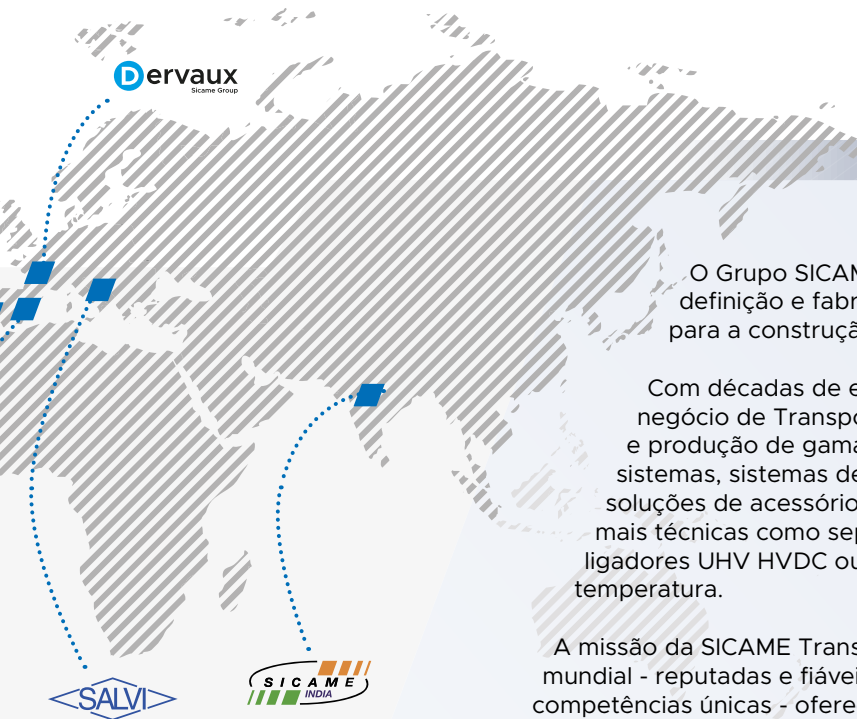 Dervaux
Sicame Group
O Grupo SICAM
definição e fabr
para a construçã
Com décadas de e
negócio de Transpo
e produção de gama
sistemas, sistemas de
soluções de acessório
mais técnicas como sep
ligadores UHV HVDC ou
temperatura.
A missão da SICAME Trans
mundial - reputadas e fiávei
competências únicas - ofere
SALVI
SICAME
INDIA